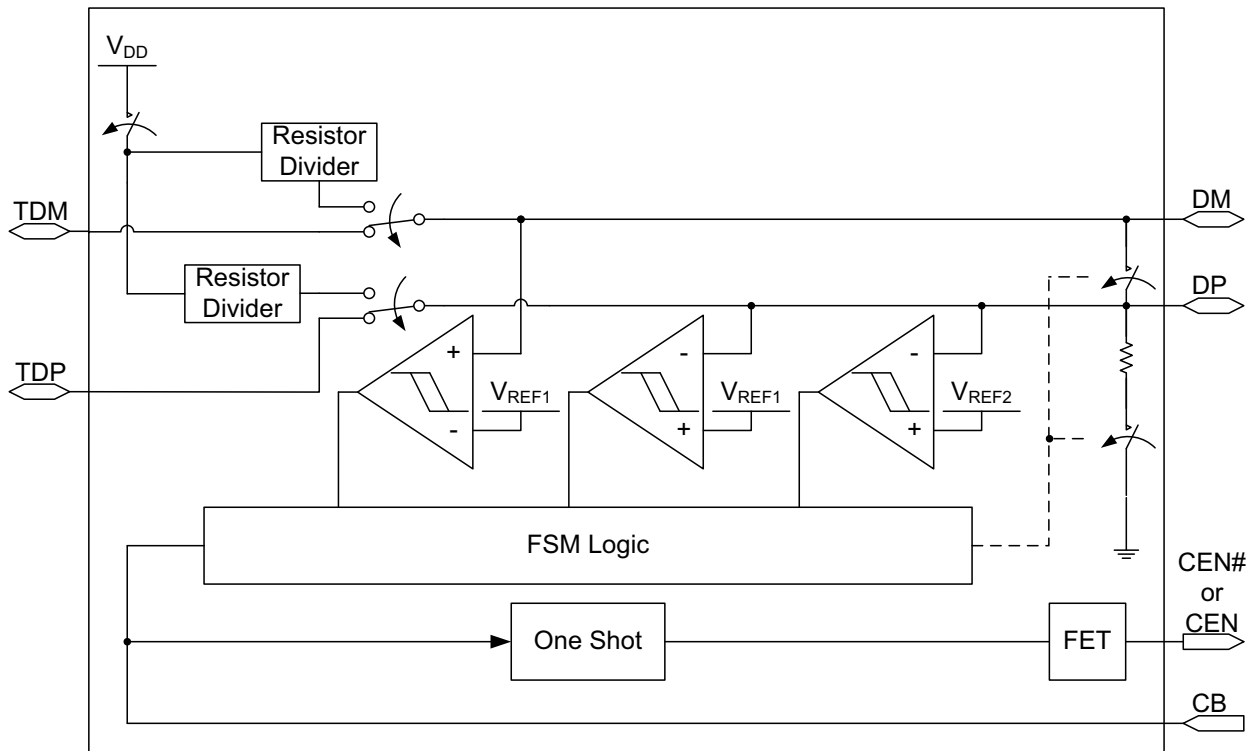 VDD
Resistor
Divider
TDM
DM
Resistor
Divider
DP
TDP
+
-
-
VREF1
VREF1
VREF2
-
+
+
FSM Logic
CEN#
or
CEN
One Shot
FET
CB